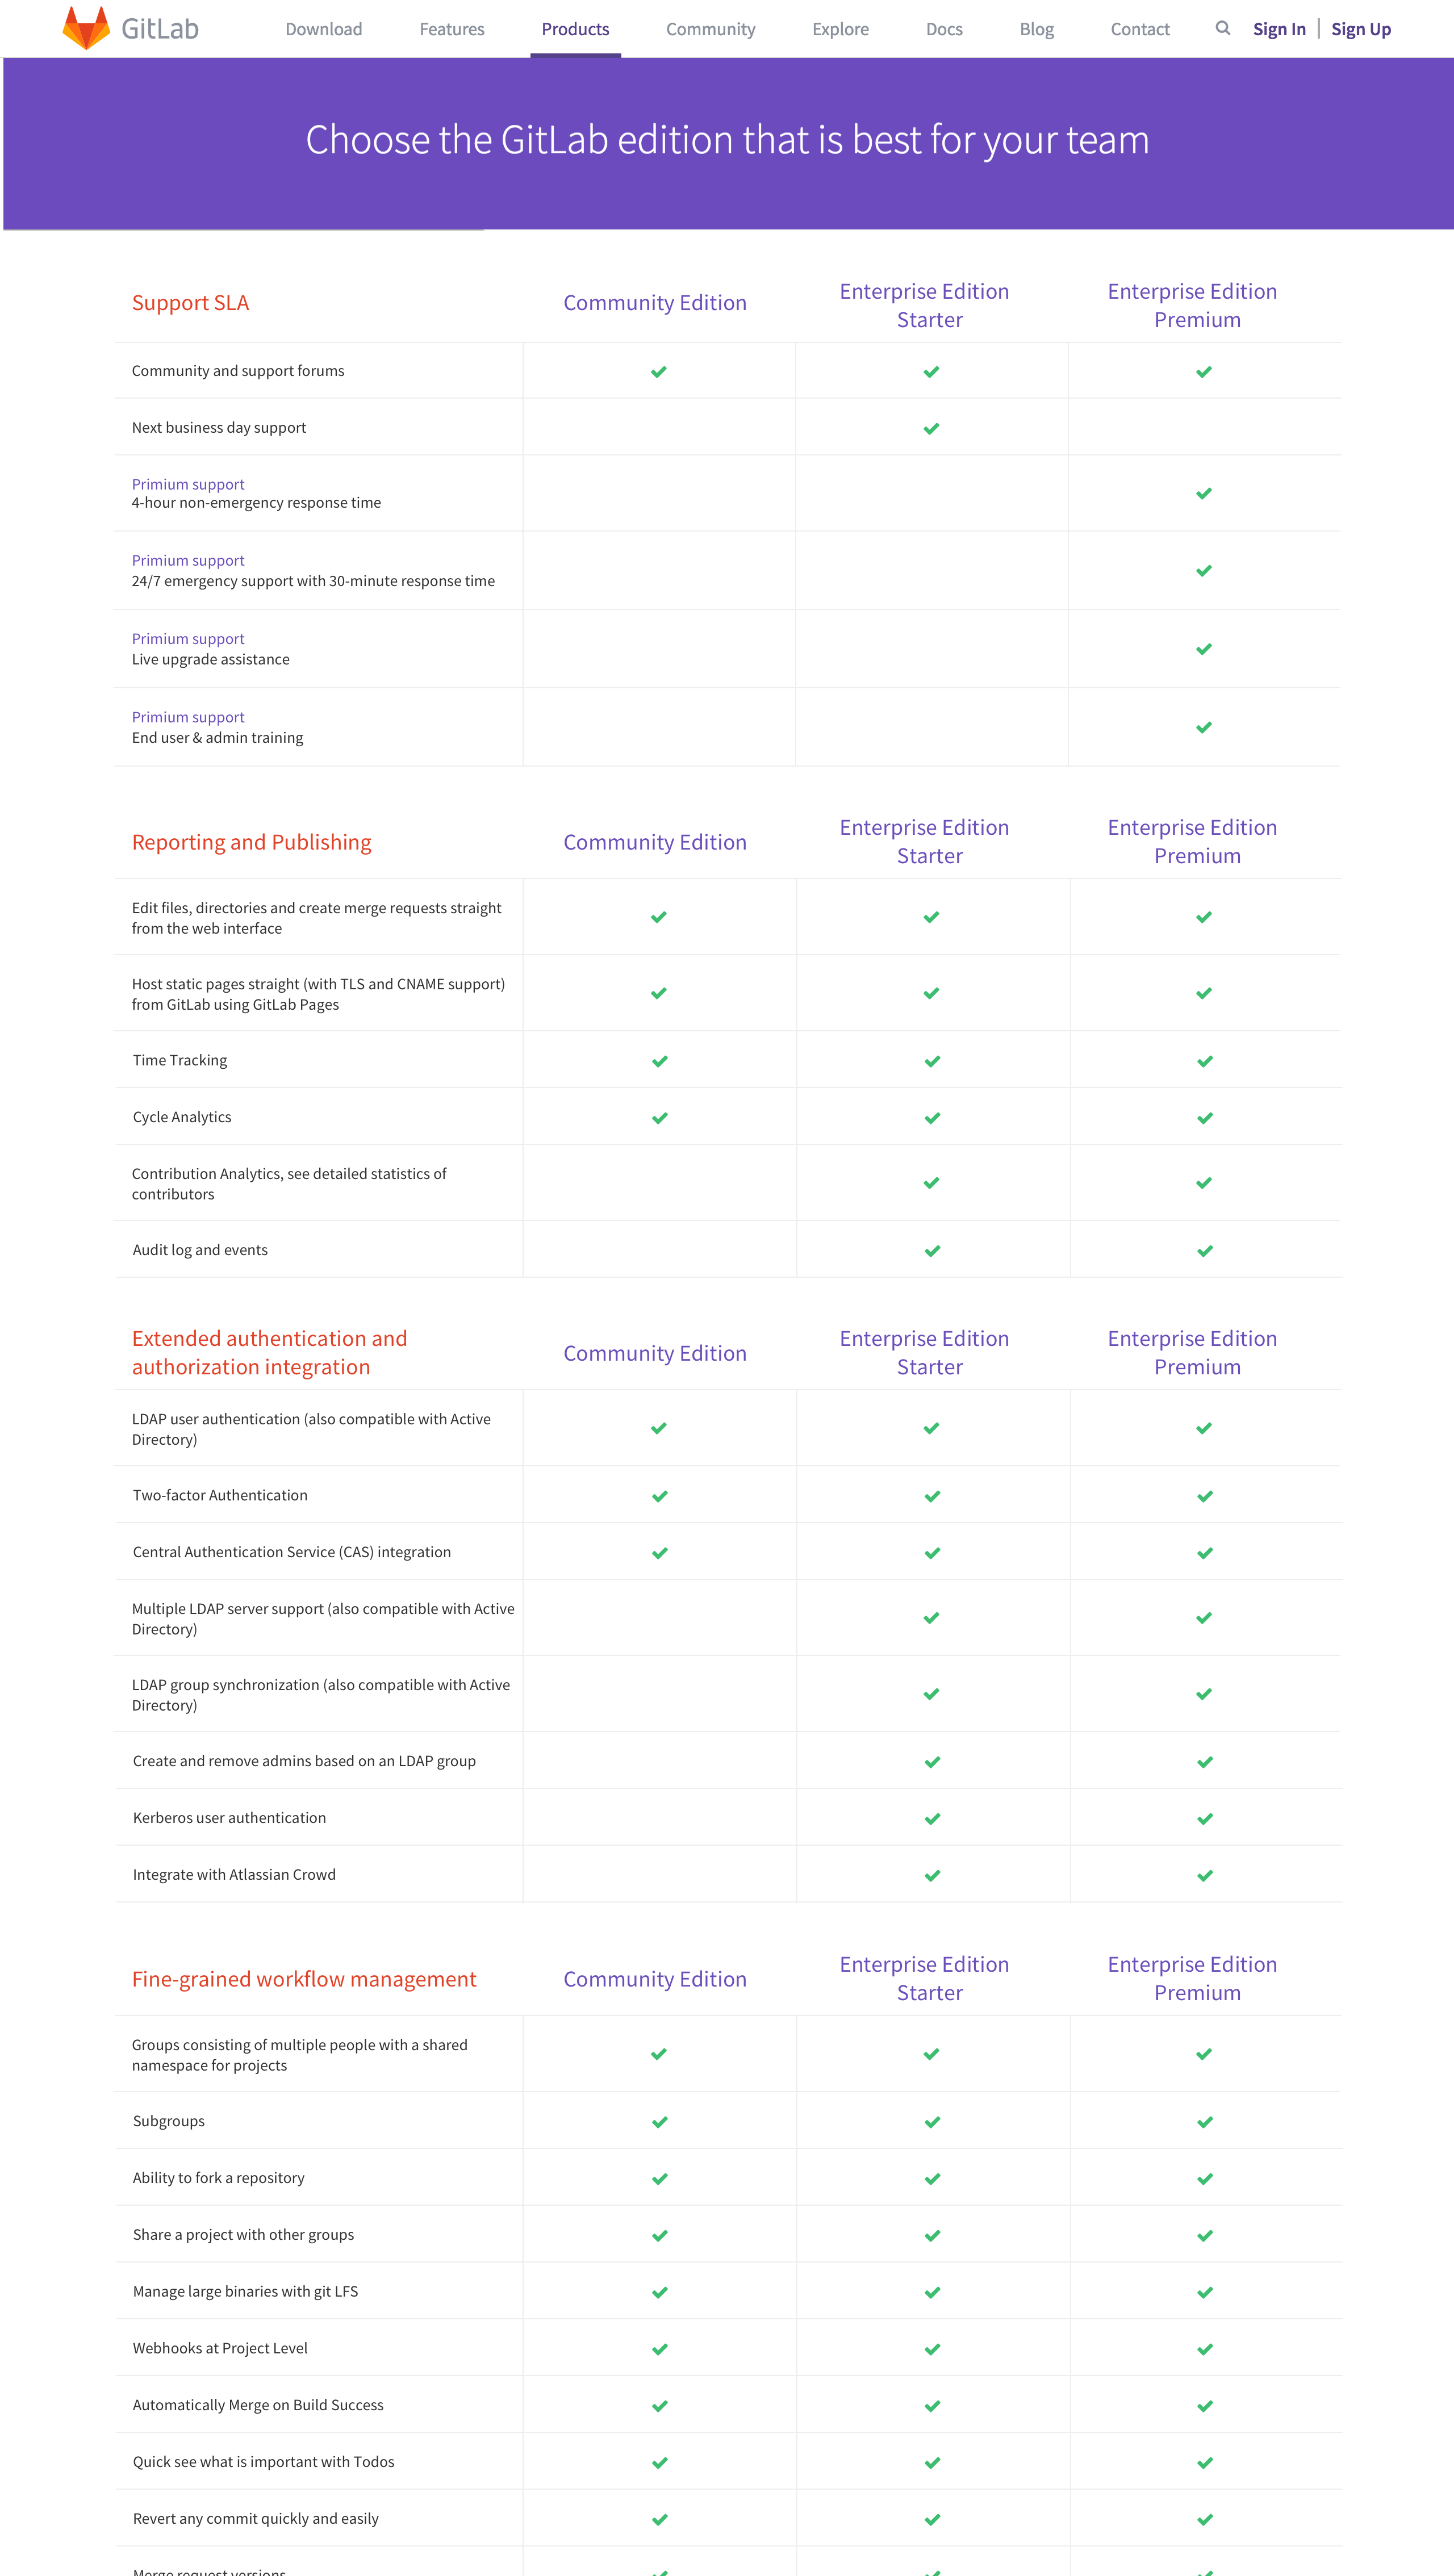 GitLab Download Features Products Community Explore Docs Blog Contact Sign In | Sign Up
Choose the GitLab edition that is best for your team
Support SLA Community Edition Enterprise Edition Starter Enterprise Edition Premium
Community and support forums
Next business day support
Primium support
4-hour non-emergency response time
Primium support
24/7 emergency support with 30-minute response time
Primium support
Live upgrade assistance
Primium support
End user & admin training
Reporting and Publishing Community Edition Enterprise Edition Starter Enterprise Edition Premium
Edit files, directories and create merge requests straight
from the web interface
Host static pages straight (with TLS and CNAME support)
from GitLab using GitLab Pages
Time Tracking
Cycle Analytics
Contribution Analytics, see detailed statistics of
contributors
Audit log and events
Extended authentication and
authorization integration
Community Edition Enterprise Edition Starter Enterprise Edition Premium
LDAP user authentication (also compatible with Active
Directory)
Two-factor Authentication
Central Authentication Service (CAS) integration
Multiple LDAP server support (also compatible with Active
Directory)
LDAP group synchronization (also compatible with Active
Directory)
Create and remove admins based on an LDAP group
Kerberos user authentication
Integrate with Atlassian Crowd
Fine-grained workflow management Community Edition Enterprise Edition Starter Enterprise Edition Premium
Groups consisting of multiple people with a shared
namespace for projects
Subgroups
Ability to fork a repository
Share a project with other groups
Manage large binaries with git LFS
Webhooks at Project Level
Automatically Merge on Build Success
Quick see what is important with Todos
Revert any commit quickly and easily
Merge request versions